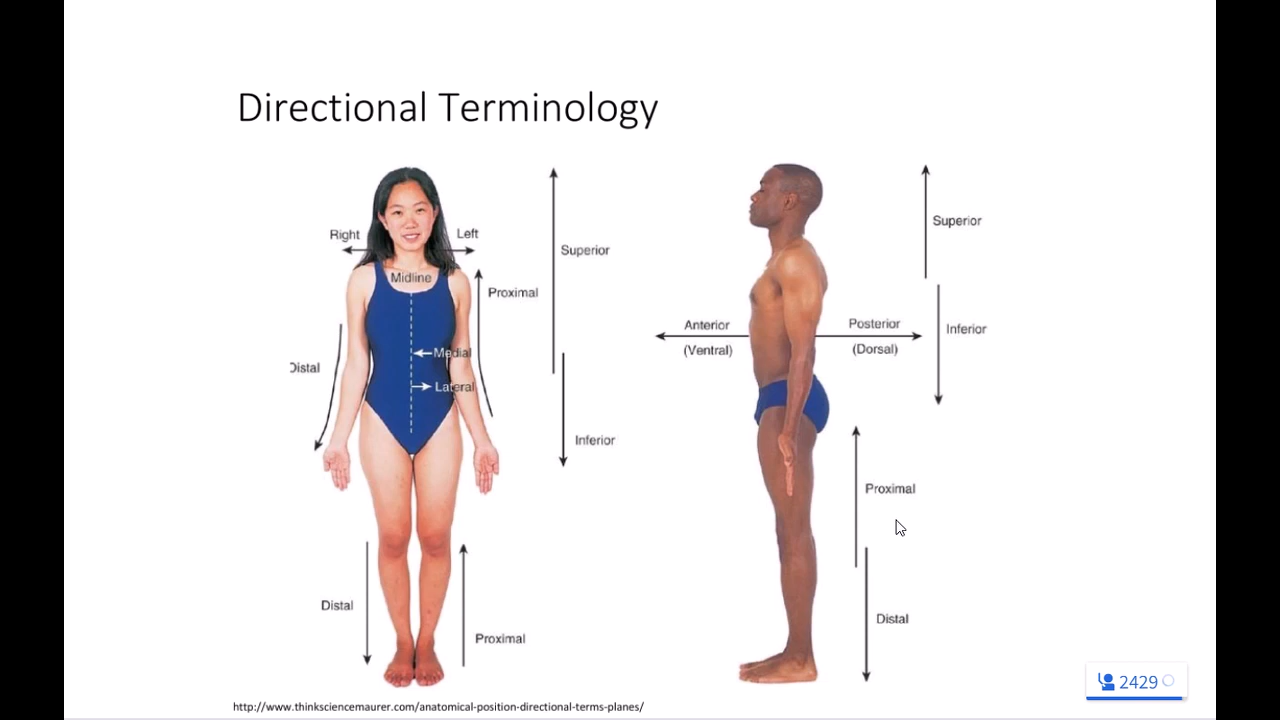 Directional Terminology
Right
Left
Midline
Proximal
Superior
Medial
Lateral
Distal
Inferior
Distal
Proximal
Superior
Anterior
(Ventral)
Posterior
(Dorsal)
Inferior
Proximal
Distal
2429
http://www.thinksciencemaurer.com/anatomical-position-directional-terms-planes/